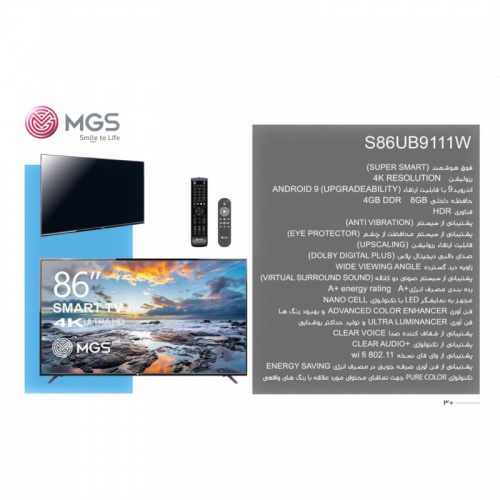 MGS
Smile to Life
86″
SMART TV
4K ULTRA HD
MGS
S86UB9111W
فوق هوشمند (SUPER SMART)
رزولیشن 4K RESOLUTION
اندروید9 با قابلیت ارتقاء ANDROID 9 (UPGRADEABILITY)
حافظه داخلی 4GB DDR 8GB
فناوری HDR
پشتیبانی از سیستم (ANTI VIBRATION)
پشتیبانی از سیستم محافظت از چشم (EYE PROTECTOR)
قابلیت ارتقاء رزولیشن (UPSCALING)
صدای دالبی دیجیتال پلاس (DOLBY DIGITAL PLUS)
زاویه دید گسترده WIDE VIEWING ANGLE
پشتیبانی از سیستم صوتی دو کاناله (VIRTUAL SURROUND SOUND)
رده بندی مصرف انرژی A+ A+ energy rating
مجهز به نمایشگر LED با تکنولوژی NANO CELL
فن آوری ADVANCED COLOR ENHANCER و بهبود رنگ ها
فن آوری ULTRA LUMINANCER و تولید حداکثر روشنایی
پشتیبانی از شفاف کننده صدا CLEAR VOICE
پشتیبانی از تکنولوژی CLEAR AUDIO+
پشتیبانی از وای فای نسخه wi fi 802.11
پشتیبانی از فن آوری صرفه جویی در مصرف انرژی ENERGY SAVING
تکنولوژی PURE COLOR جهت تماشای محتوای مورد علاقه با رنگ های واقعی
۳۰